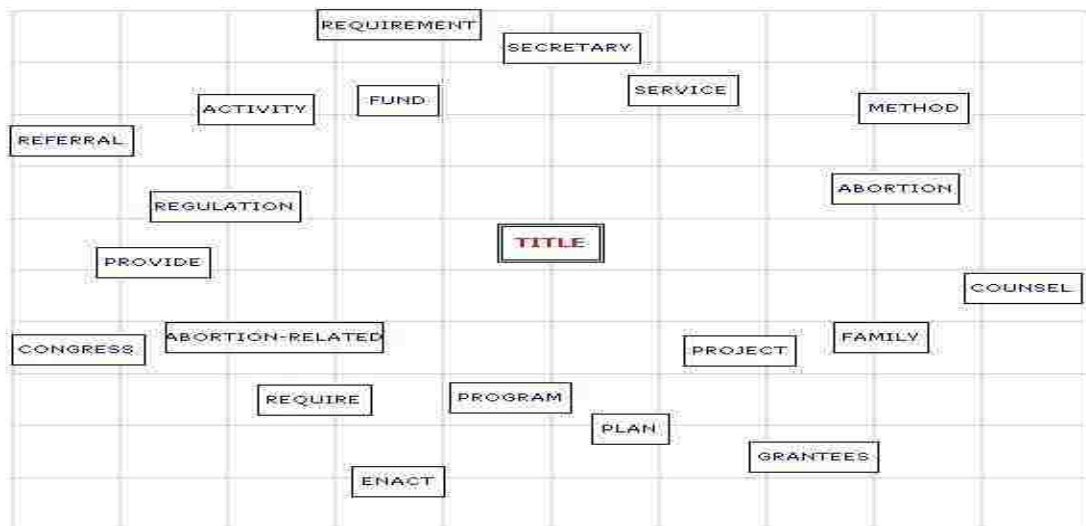 REQUIREMENT
SECRETARY
SERVICE
FUND
ACTIVITY
METHOD
REFERRAL
ABORTION
REGULATION
TITLE
PROVIDE
COUNSEL
ABORTION-RELATED
FAMILY
CONGRESS
PROJECT
REQUIRE
PROGRAM
PLAN
GRANTEES
ENACT